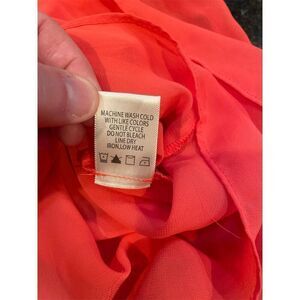 MACHINE WASH COLD
WITH LIKE COLORS
GENTLE CYCLE
DO NOT BLEACH
LINE DRY
IRON.LOW HEAT